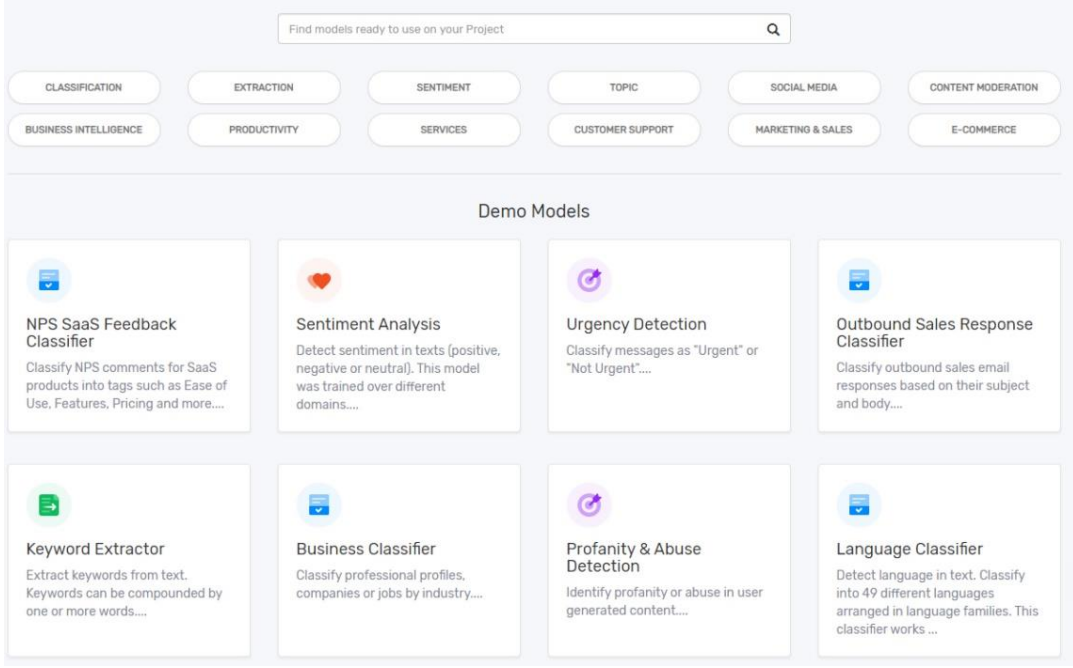 Find models ready to use on your Project
CLASSIFICATION
EXTRACTION
SENTIMENT
TOPIC
SOCIAL MEDIA
CONTENT MODERATION
BUSINESS INTELLIGENCE
PRODUCTIVITY
SERVICES
CUSTOMER SUPPORT
MARKETING & SALES
E-COMMERCE
Demo Models
NPS SaaS Feedback
Classifier
Classify NPS comments for SaaS
products into tags such as Ease of
Use, Features, Pricing and more....
Sentiment Analysis
Detect sentiment in texts (positive,
negative or neutral). This model
was trained over different
domains....
Urgency Detection
Classify messages as "Urgent" or
"Not Urgent"....
Outbound Sales Response
Classifier
Classify outbound sales email
responses based on their subject
and body....
Keyword Extractor
Extract keywords from text.
Keywords can be compounded by
one or more words....
Business Classifier
Classify professional profiles,
companies or jobs by industry....
Profanity & Abuse
Detection
Identify profanity or abuse in user
generated content....
Language Classifier
Detect language in text. Classify
into 49 different languages
arranged in language families. This
classifier works ...